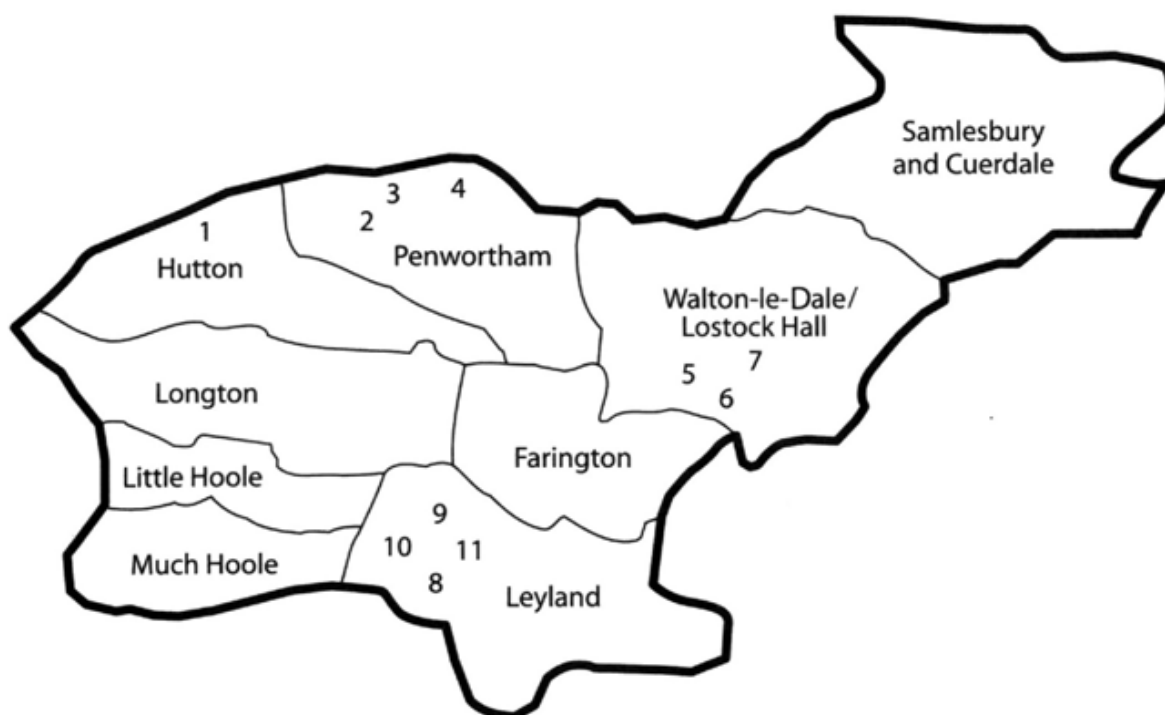 Samlesbury
and Cuerdale
3
4
2
1
Penwortham
Hutton
Walton-le-Dale/
Lostock Hall
7
5
6
Longton
Farington
Little Hoole
9
10
11
Much Hoole
8
Leyland